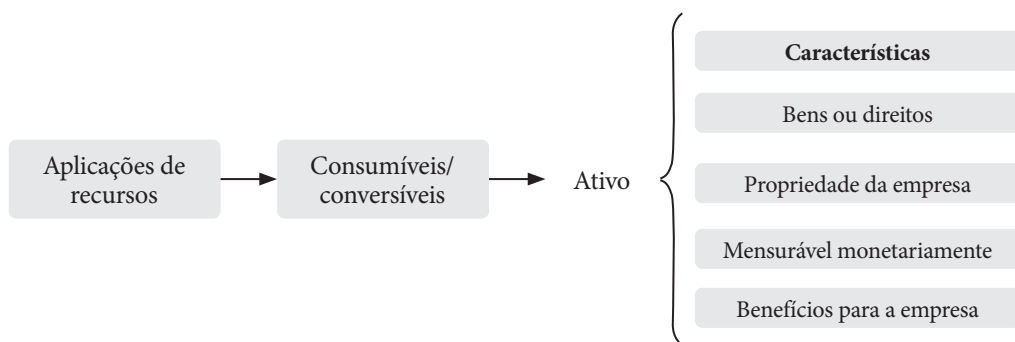 Aplicações de
recursos
Consumíveis/
conversíveis
Ativo
Características
Bens ou direitos
Propriedade da empresa
Mensurável monetariamente
Benefícios para a empresa